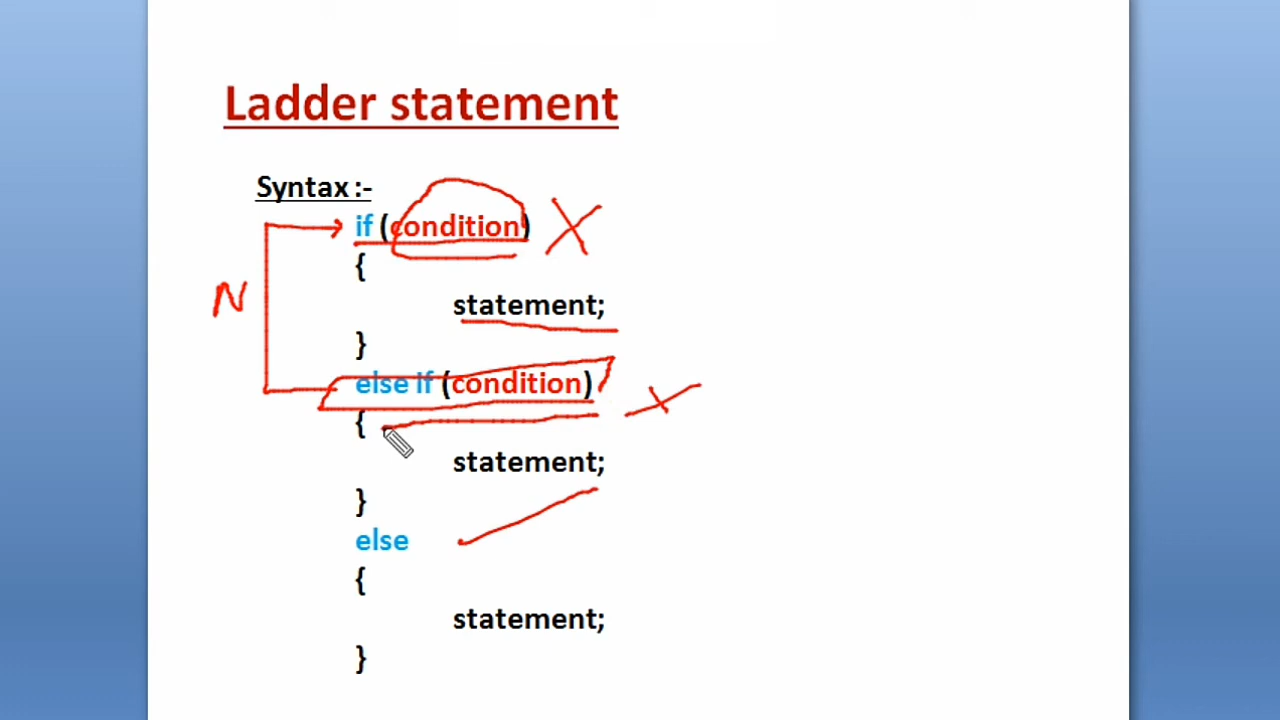 Ladder statement
Syntax :-
if (condition)
{
statement;
}
N
else if (condition)
{
statement;
}
else
{
statement;
}